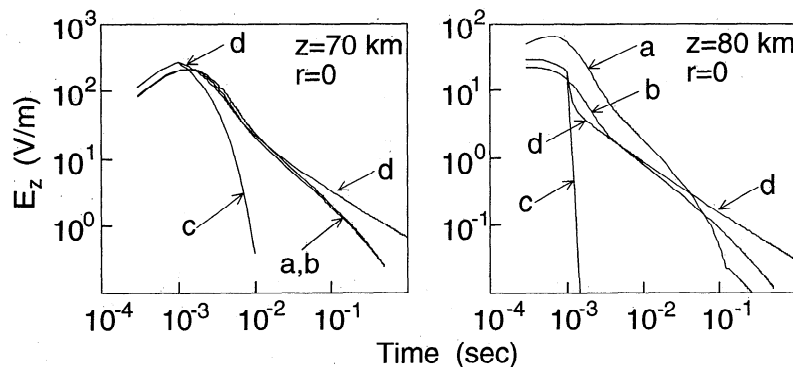 E_z (V/m)
10^3
10^2
10^1
10^0
z=70 km
r=0
d
d
c
a,b
10^-4
10^-3
10^-2
10^-1
10^2
10^1
10^0
10^-1
z=80 km
r=0
a
b
d
d
c
10^-4
10^-3
10^-2
10^-1
Time (sec)